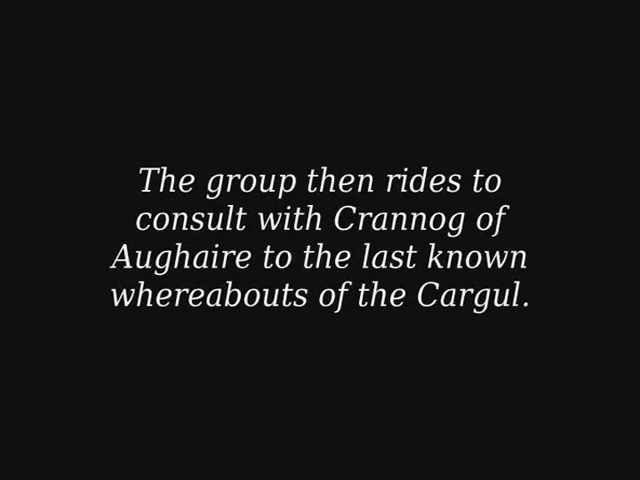 The group then rides to
consult with Crannog of
Aughaire to the last known
whereabouts of the Cargul.